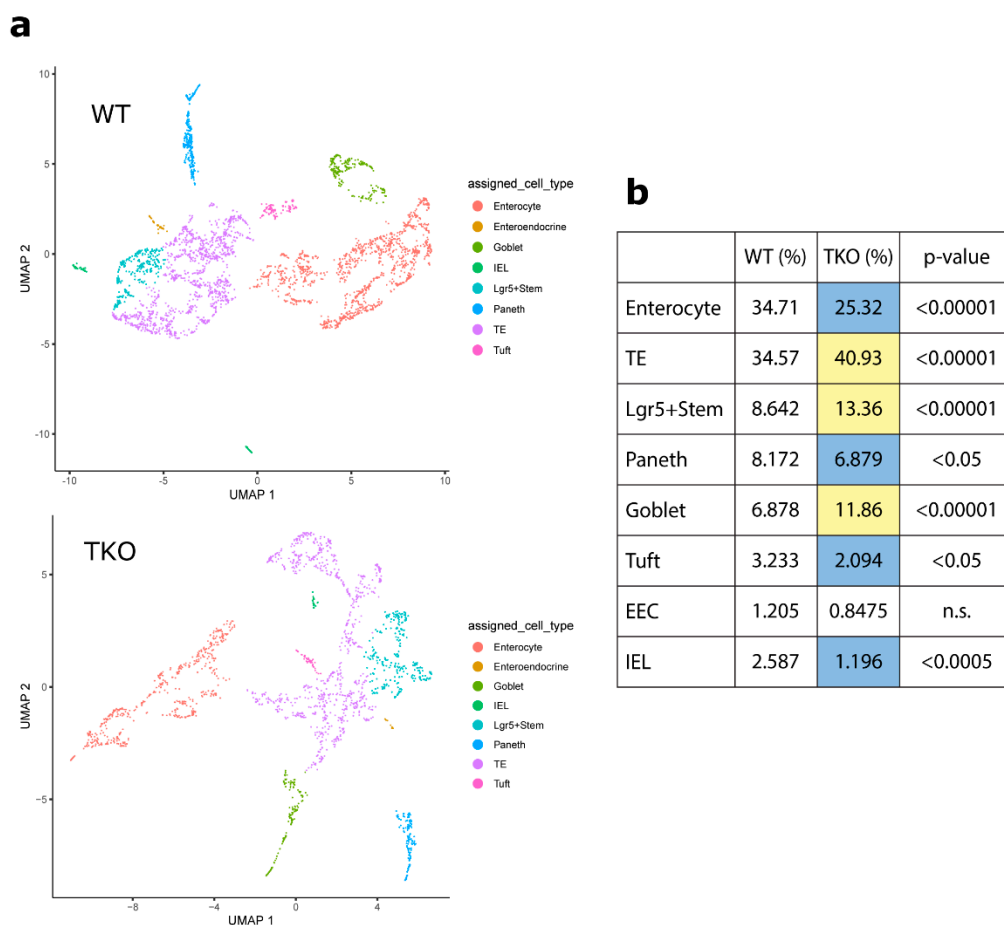 a
WT
10
5
0
-5
-10
UMAP 2
-10
-5
0
5
10
UMAP 1
assigned_cell_type
Enterocyte
Enteroendocrine
Goblet
IEL
Lgr5+Stem
Paneth
TE
Tuft
TKO
5
0
-5
UMAP 2
-8
-4
0
4
UMAP 1
assigned_cell_type
Enterocyte
Enteroendocrine
Goblet
IEL
Lgr5+Stem
Paneth
TE
Tuft
b
WT (%) TKO (%) p-value
Enterocyte 34.71 25.32 <0.00001
TE 34.57 40.93 <0.00001
Lgr5+Stem 8.642 13.36 <0.00001
Paneth 8.172 6.879 <0.05
Goblet 6.878 11.86 <0.00001
Tuft 3.233 2.094 <0.05
EEC 1.205 0.8475 n.s.
IEL 2.587 1.196 <0.0005